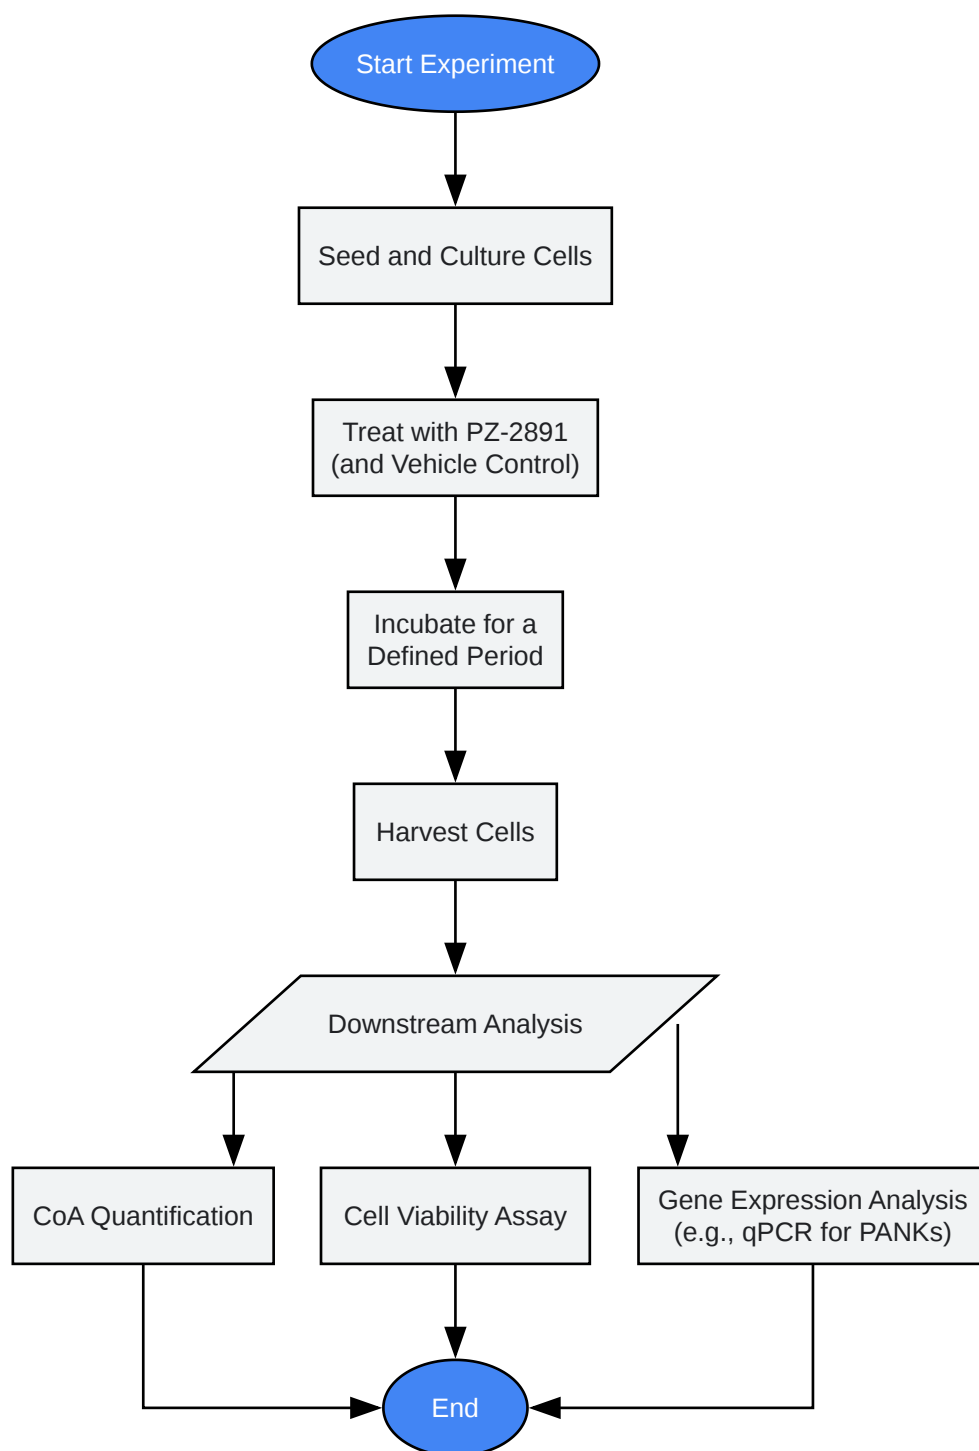 Start Experiment
Seed and Culture Cells
Treat with PZ-2891
(and Vehicle Control)
Incubate for a
Defined Period
Harvest Cells
Downstream Analysis
CoA Quantification
Cell Viability Assay
Gene Expression Analysis
(e.g., qPCR for PANKs)
End